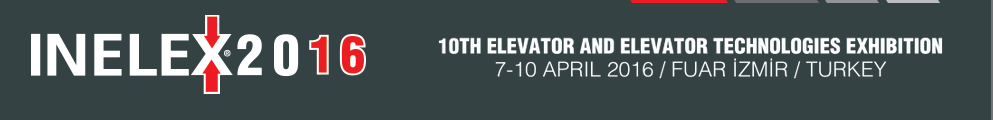 INELEX®2016
10TH ELEVATOR AND ELEVATOR TECHNOLOGIES EXHIBITION
7-10 APRIL 2016 / FUAR İZMİR / TURKEY